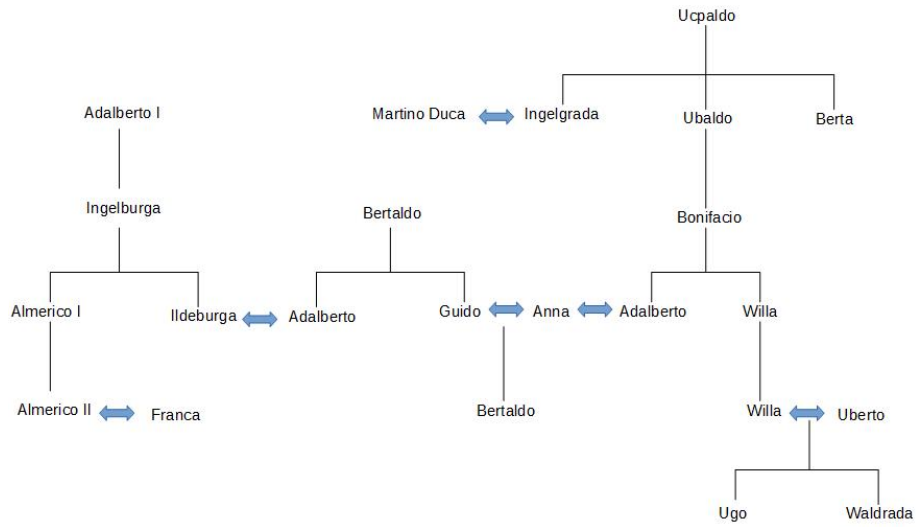 Ucpaldo
Adalberto I
Martino Duca Ingelgrada Ubaldo Berta
Ingelburga
Bertaldo
Bonifacio
Almerico I Ildeburga Adalberto Guido Anna Adalberto Willa
Almerico II Franca Bertaldo Willa Uberto
Ugo Waldrada